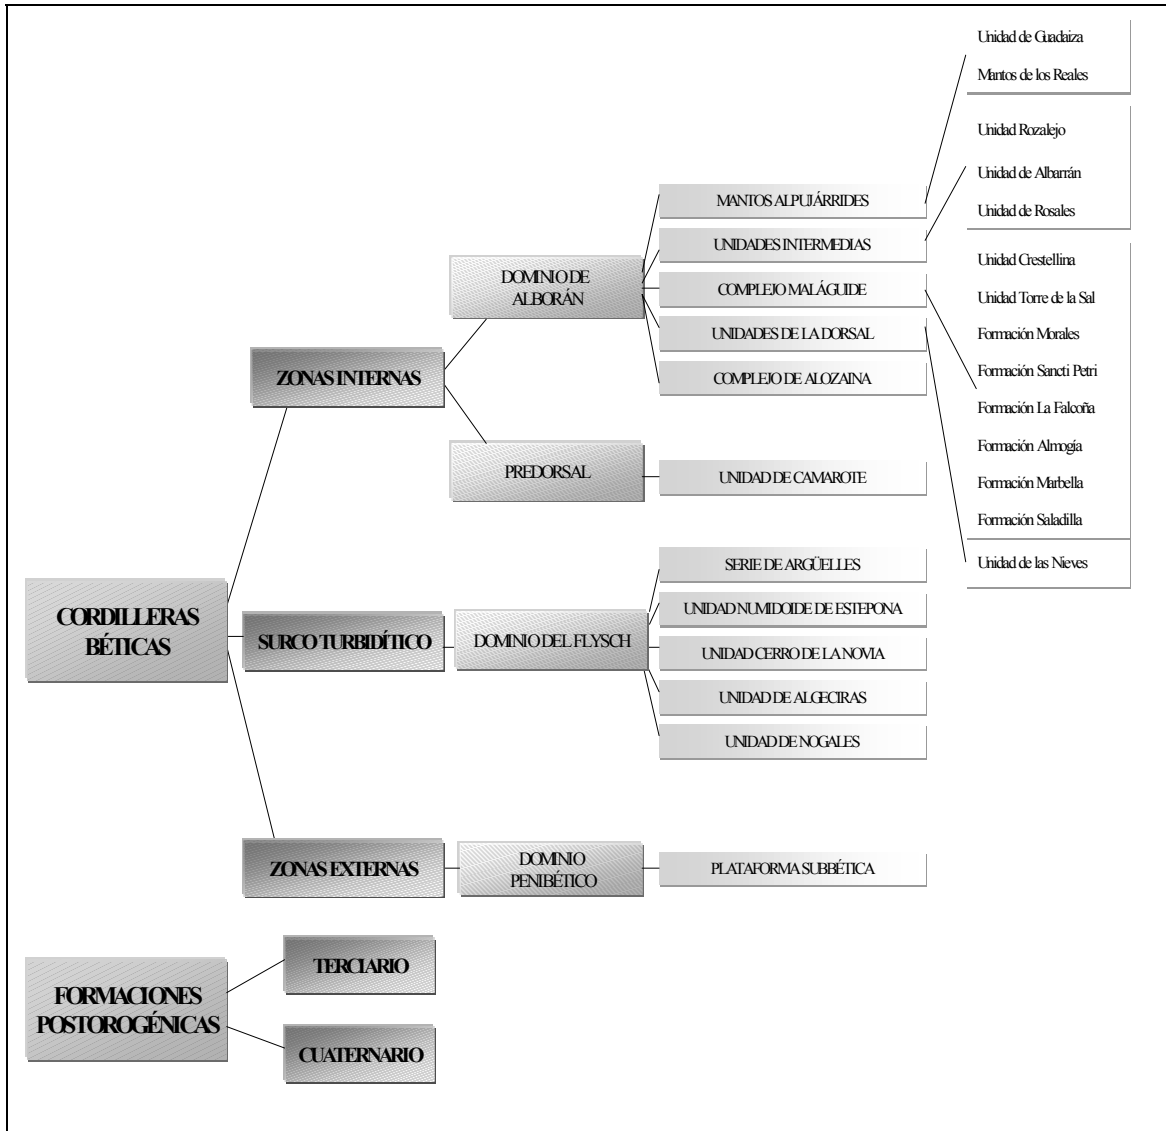 Unidad de Guadaiza
Mantos de los Reales
Unidad Rozalejo
Unidad de Albarrán
Unidad de Rosales
Unidad Crestellina
Unidad Torre de la Sal
Formación Morales
Formación Sancti Petri
Formación La Falcoña
Formación Almogía
Formación Marbella
Formación Saladilla
Unidad de las Nieves
MANTOS ALPUJÁRRIDES
UNIDADES INTERMEDIAS
COMPLEJO MALÁGUIDE
UNIDADES DE LA DORSAL
COMPLEJO DE ALOZAINA
DOMINIO DE
ALBORÁN
ZONAS INTERNAS
PREDORSAL
UNIDAD DE CAMAROTE
CORDILLERAS
BÉTICAS
SURCO TURBIDÍTICO
DOMINIO DEL FLYSCH
SERIE DE ARGÜELLES
UNIDAD NUMIDOIDE DE ESTEPONA
UNIDAD CERRO DE LA NOVIA
UNIDAD DE ALGECIRAS
UNIDAD DE NOGALES
ZONAS EXTERNAS
DOMINIO
PENIBÉTICO
PLATAFORMA SUBBÉTICA
FORMACIONES
POSTOROGÉNICAS
TERCIARIO
CUATERNARIO